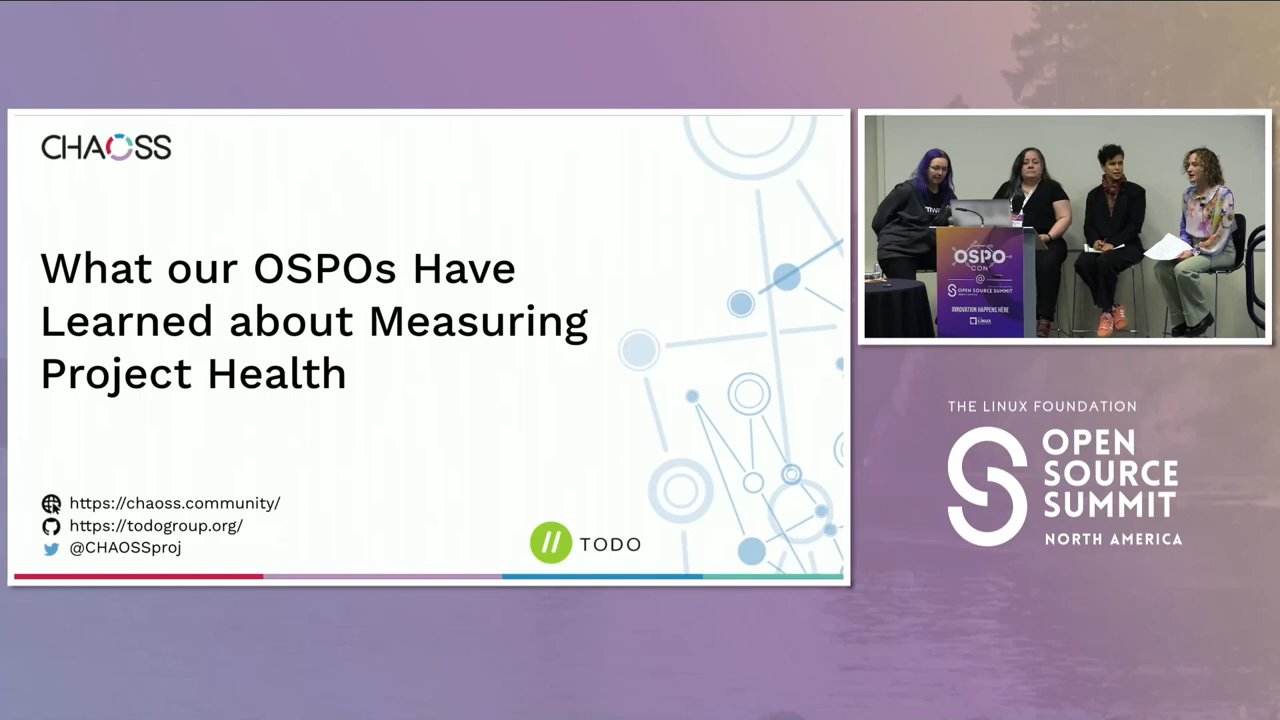 CHAOSS
What our OSPOs Have
Learned about Measuring
Project Health
https://chaoss.community/
https://todogroup.org/
@CHAOSSproj
TODO
OSPO
CON
@
OPEN SOURCE SUMMIT
INNOVATION HAPPENS HERE
LINUX
THE LINUX FOUNDATION
OPEN
SOURCE
SUMMIT
NORTH AMERICA